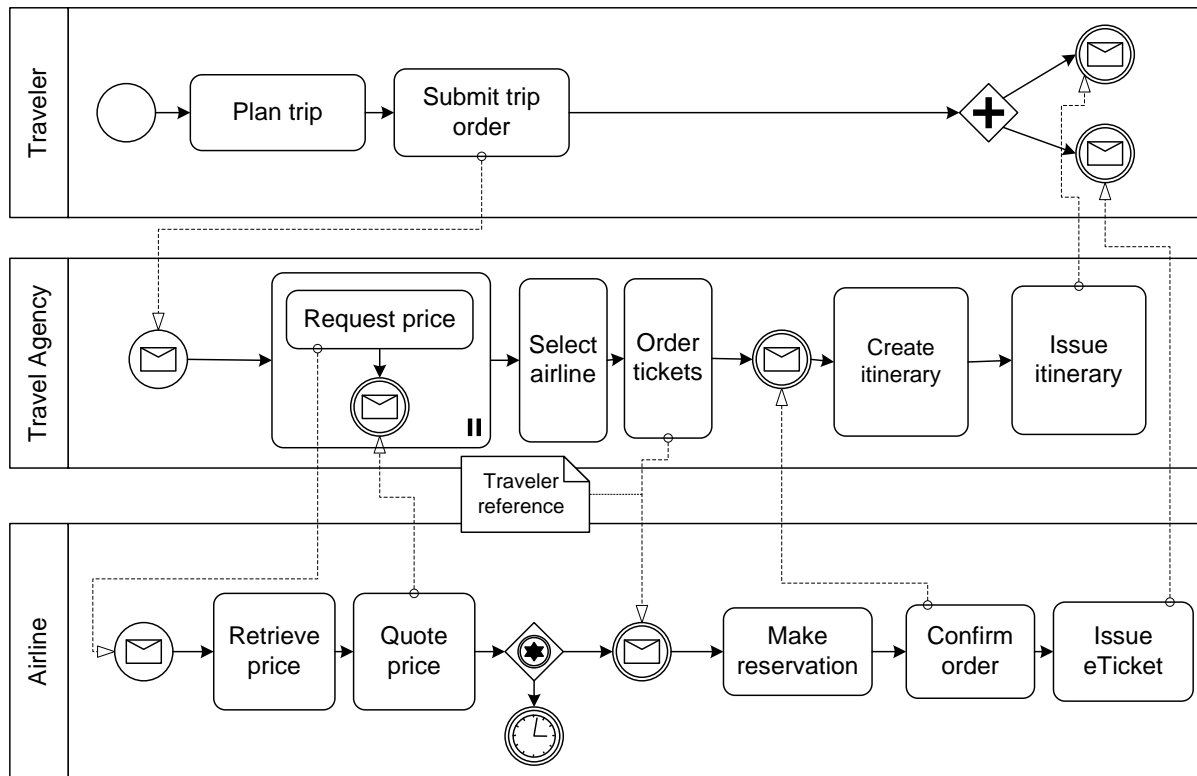 Traveler
Plan trip
Submit trip
order
Travel Agency
Request price
Select
airline
Order
tickets
Create
itinerary
Issue
itinerary
Traveler
reference
Airline
Retrieve
price
Quote
price
Make
reservation
Confirm
order
Issue
eTicket